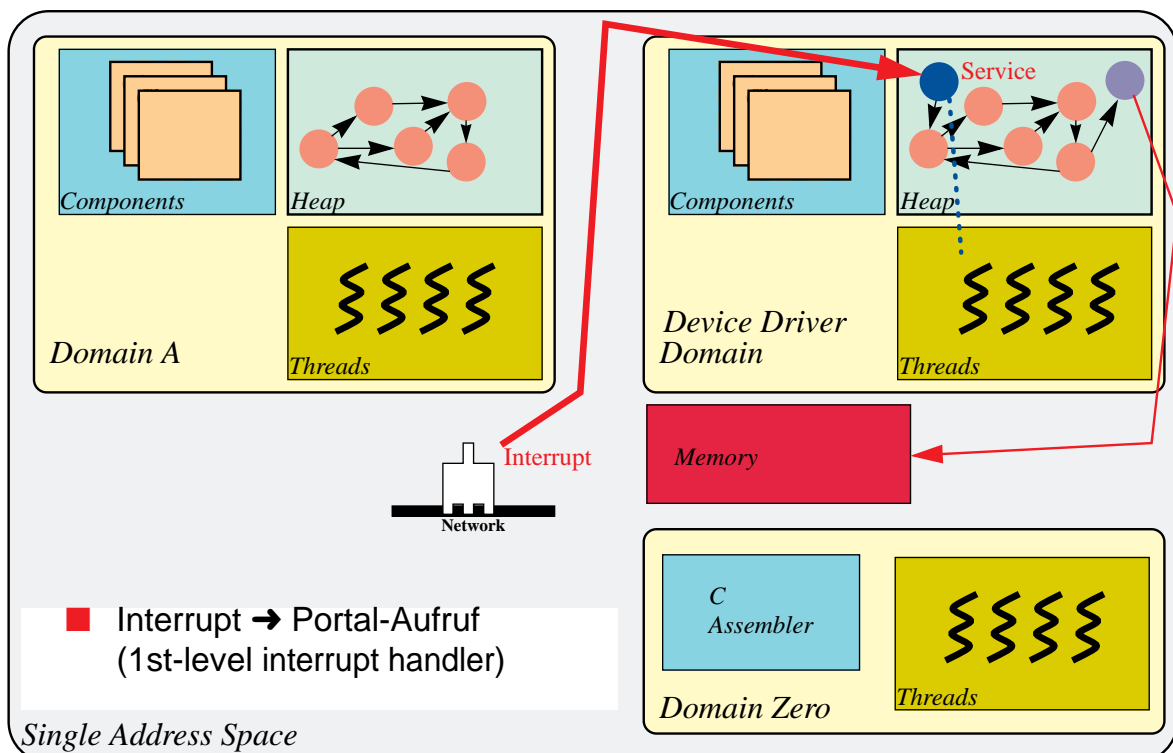 Components
Heap
Threads
Domain A
Service
Components
Heap
Threads
Device Driver
Domain
Interrupt
Network
Memory
C
Assembler
Threads
Domain Zero
■ Interrupt ➜ Portal-Aufruf
(1st-level interrupt handler)
Single Address Space